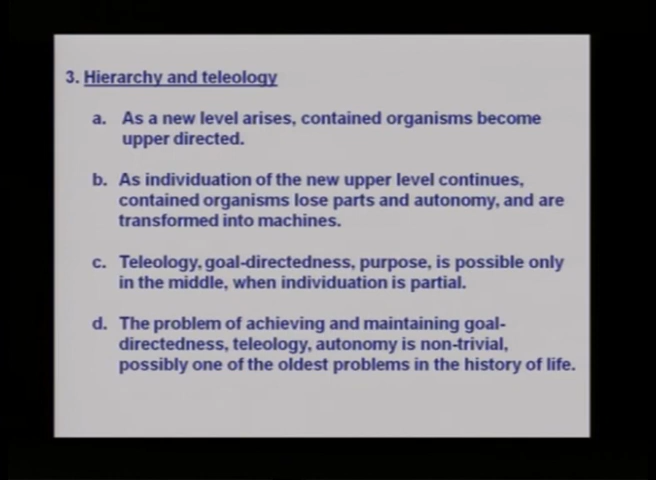 3. Hierarchy and teleology
a. As a new level arises, contained organisms become
upper directed.
b. As individuation of the new upper level continues,
contained organisms lose parts and autonomy, and are
transformed into machines.
c. Teleology, goal-directedness, purpose, is possible only
in the middle, when individuation is partial.
d. The problem of achieving and maintaining goal-
directedness, teleology, autonomy is non-trivial,
possibly one of the oldest problems in the history of life.